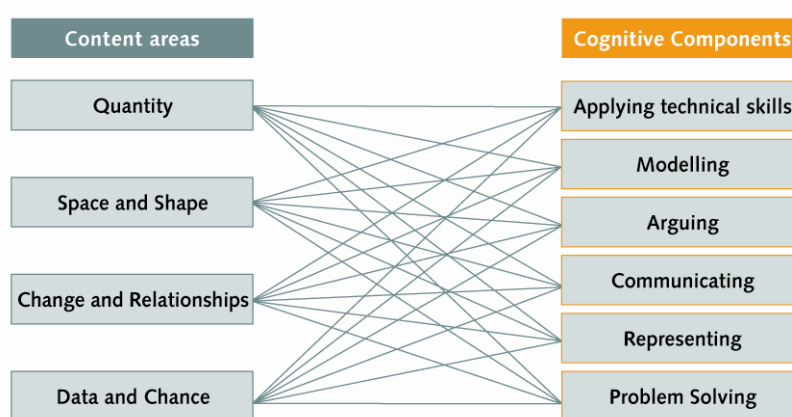 Content areas
Cognitive Components
Quantity
Space and Shape
Change and Relationships
Data and Chance
Applying technical skills
Modelling
Arguing
Communicating
Representing
Problem Solving